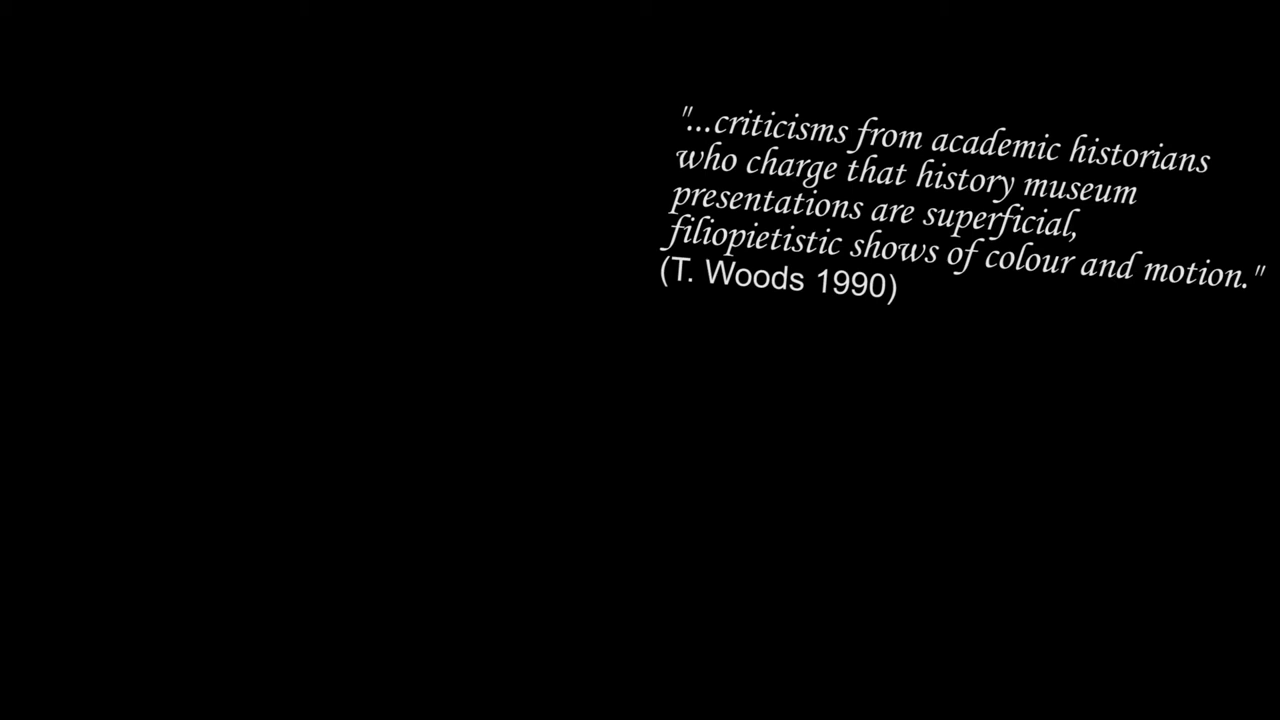 "...criticisms from academic historians
who charge that history museum
presentations are superficial,
filiopietistic shows of colour and motion."
(T. Woods 1990)